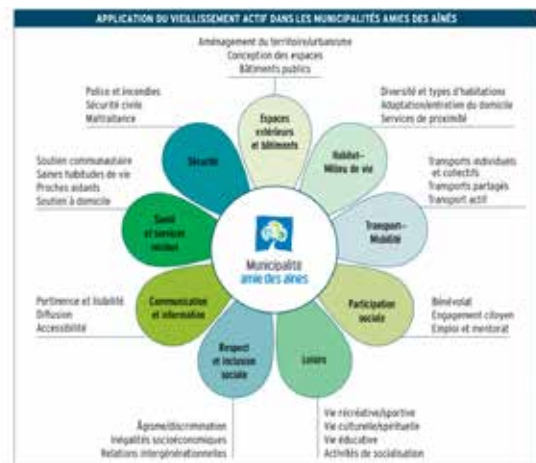 APPLICATION DU VIEILLISSEMENT ACTIF DANS LES MUNICIPALITÉS AMIES DES AÎNÉS
Aménagement du territoire/urbanisme
Conception des espaces
Bâtiments publics
Espaces
extérieurs
et bâtiments
Diversité et types d'habitations
Adaptation/entretien du domicile
Services de proximité
Habitat–
Milieu de vie
Transports individuels
et collectifs
Transports partagés
Transport actif
Transport–
Mobilité
Bénévolat
Engagement citoyen
Emploi et mentorat
Participation
sociale
Vie récréative/sportive
Vie culturelle/spirituelle
Vie éducative
Activités de socialisation
Loisirs
Âgisme/discrimination
Inégalités socioéconomiques
Relations intergénérationnelles
Respect
et inclusion
sociale
Pertinence et lisibilité
Diffusion
Accessibilité
Communication
et information
Soutien communautaire
Saines habitudes de vie
Proches aidants
Soutien à domicile
Santé
et services
sociaux
Police et incendies
Sécurité civile
Maltraitance
Sécurité
Municipalité
amie des aînés